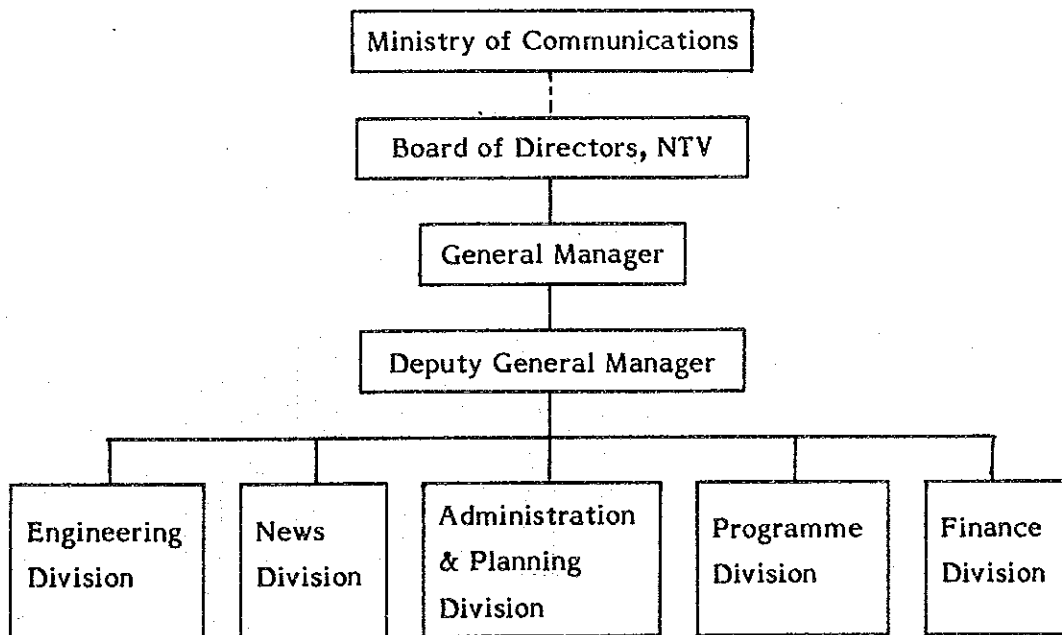 Ministry of Communications
Board of Directors, NTV
General Manager
Deputy General Manager
Engineering
Division
News
Division
Administration
& Planning
Division
Programme
Division
Finance
Division